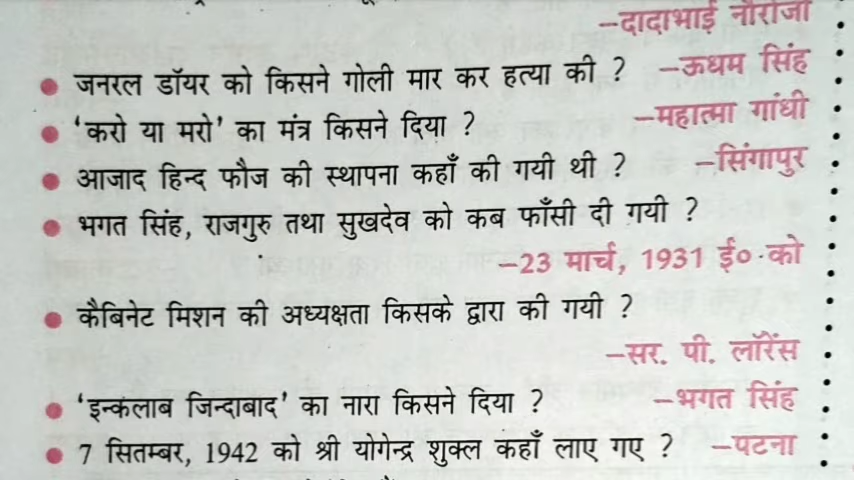 –दादाभाई नौरोजी
जनरल डॉयर को किसने गोली मार कर हत्या की ? –ऊधम सिंह
'करो या मरो' का मंत्र किसने दिया ? –महात्मा गांधी
आजाद हिन्द फौज की स्थापना कहाँ की गयी थी ? –सिंगापुर
भगत सिंह, राजगुरु तथा सुखदेव को कब फाँसी दी गयी ?
–23 मार्च, 1931 ई० को
कैबिनेट मिशन की अध्यक्षता किसके द्वारा की गयी ?
–सर. पी. लॉरेंस
'इन्कलाब जिन्दाबाद' का नारा किसने दिया ? –भगत सिंह
7 सितम्बर, 1942 को श्री योगेन्द्र शुक्ल कहाँ लाए गए ? –पटना